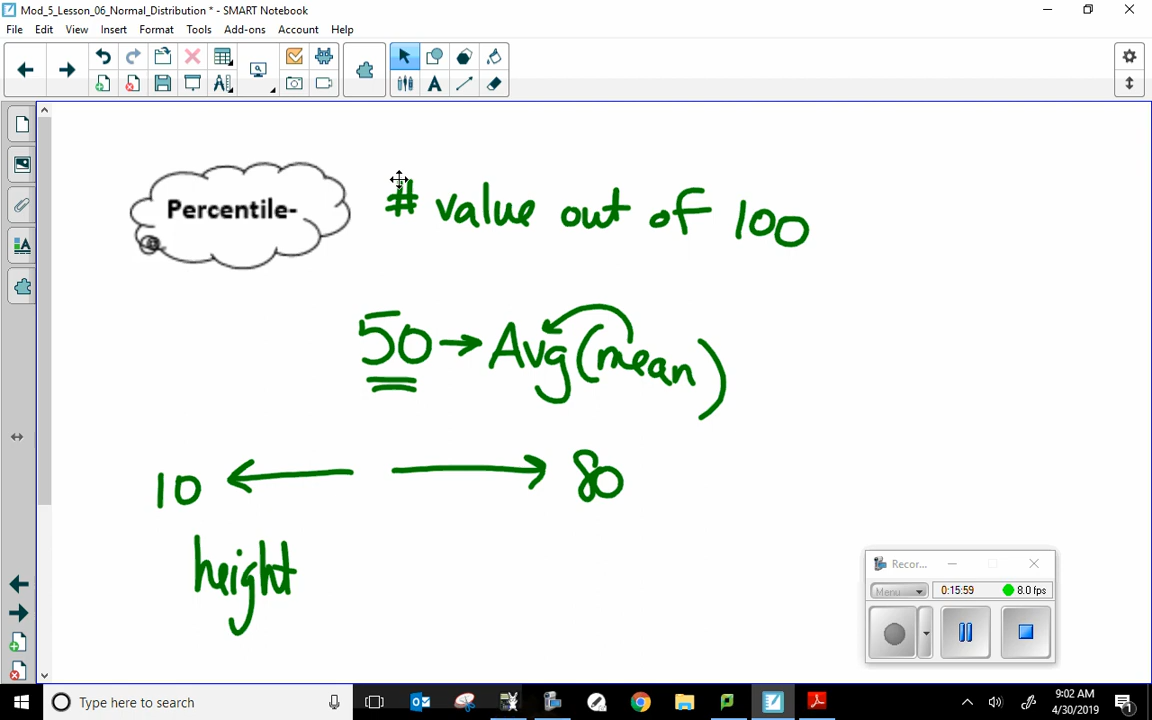 Mod_5_Lesson_06_Normal_Distribution * - SMART Notebook
File Edit View Insert Format Tools Add-ons Account Help
Percentile-
# value out of 100
50 → Avg (mean)
10 ← → 80
height
Recor...
Menu 0:15:59 8.0 fps
Type here to search
9:02 AM
4/30/2019
1